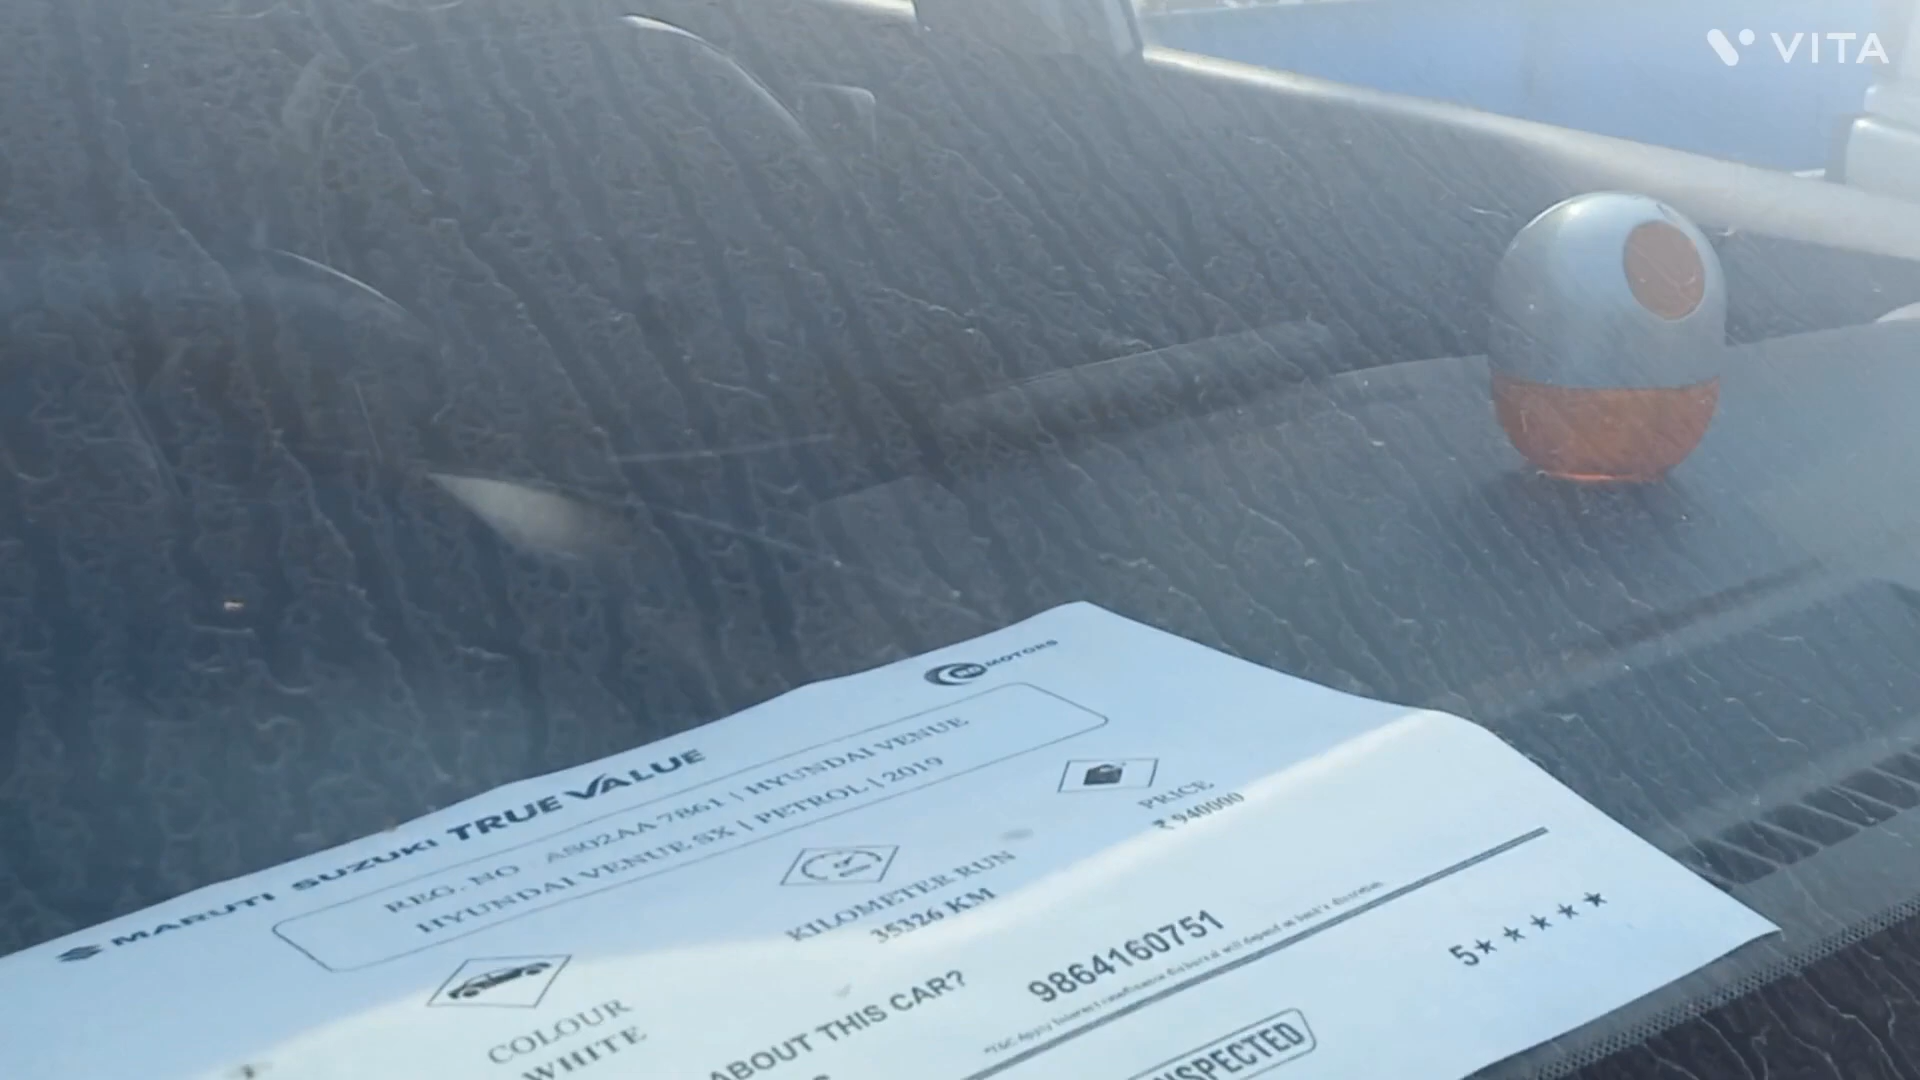 VITA
MOTORS
MARUTI SUZUKI TRUE VALUE
REG. NO AS02AA 7861 | HYUNDAI VENUE
HYUNDAI VENUE SX | PETROL | 2019
PRICE
₹ 940000
KILOMETER RUN
35326 KM
COLOUR
WHITE
ABOUT THIS CAR?
9864160751
5★ ★ ★ ★ ★